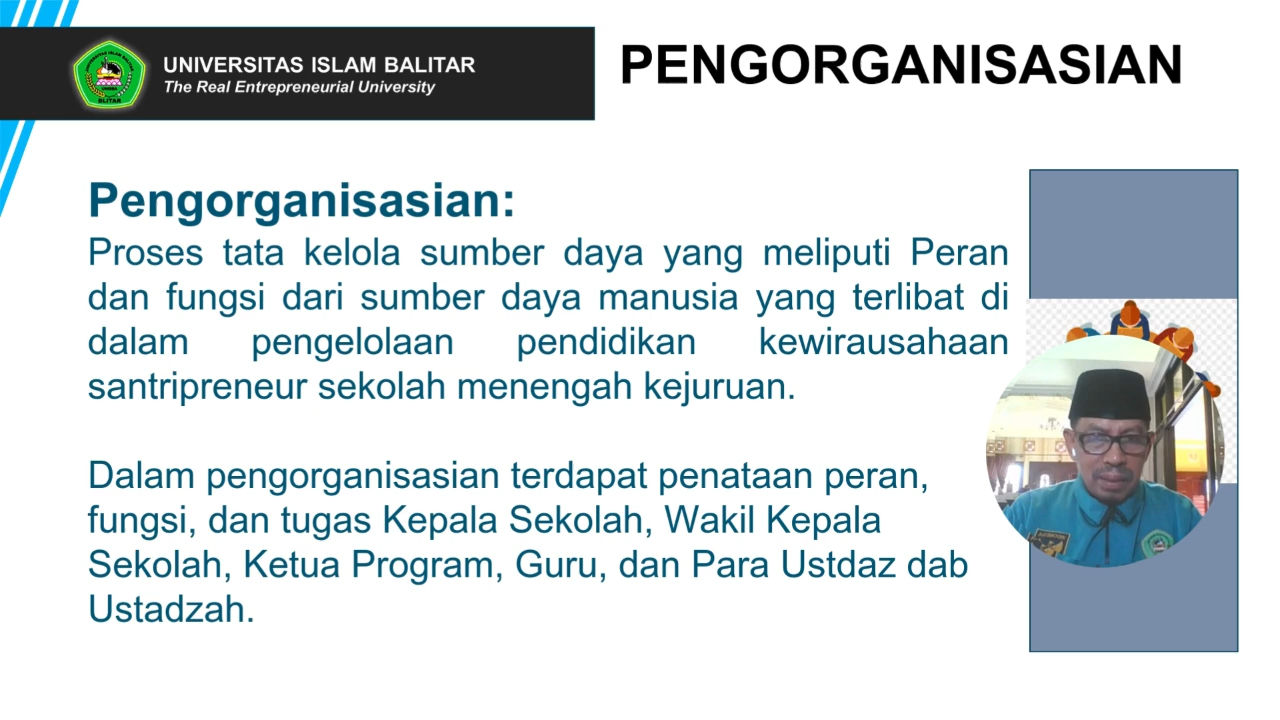 UNIVERSITAS ISLAM BALITAR
The Real Entrepreneurial University
PENGORGANISASIAN
Pengorganisasian:
Proses tata kelola sumber daya yang meliputi Peran
dan fungsi dari sumber daya manusia yang terlibat di
dalam pengelolaan pendidikan kewirausahaan
santripreneur sekolah menengah kejuruan.
Dalam pengorganisasian terdapat penataan peran,
fungsi, dan tugas Kepala Sekolah, Wakil Kepala
Sekolah, Ketua Program, Guru, dan Para Ustdaz dab
Ustadzah.